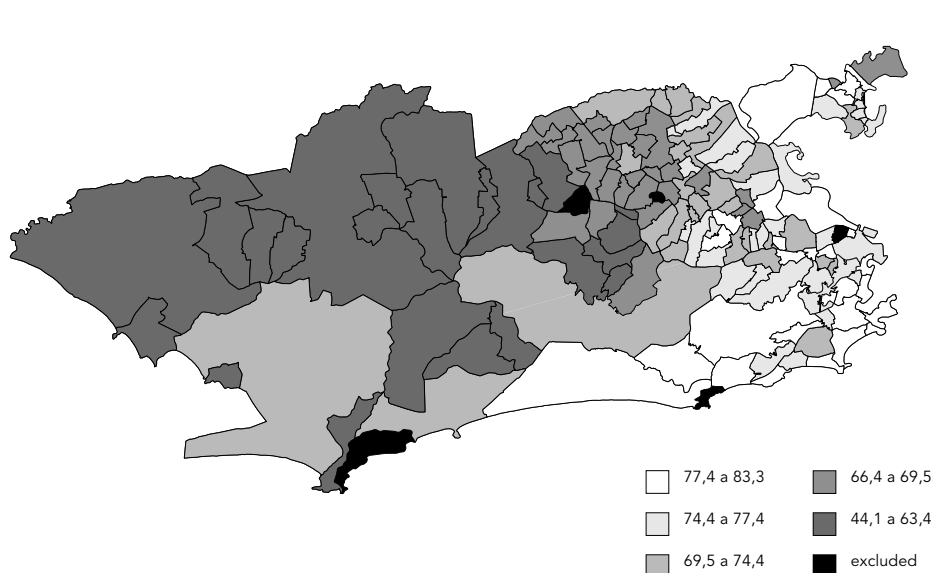 77,4 a 83,3
74,4 a 77,4
69,5 a 74,4
66,4 a 69,5
44,1 a 63,4
excluded